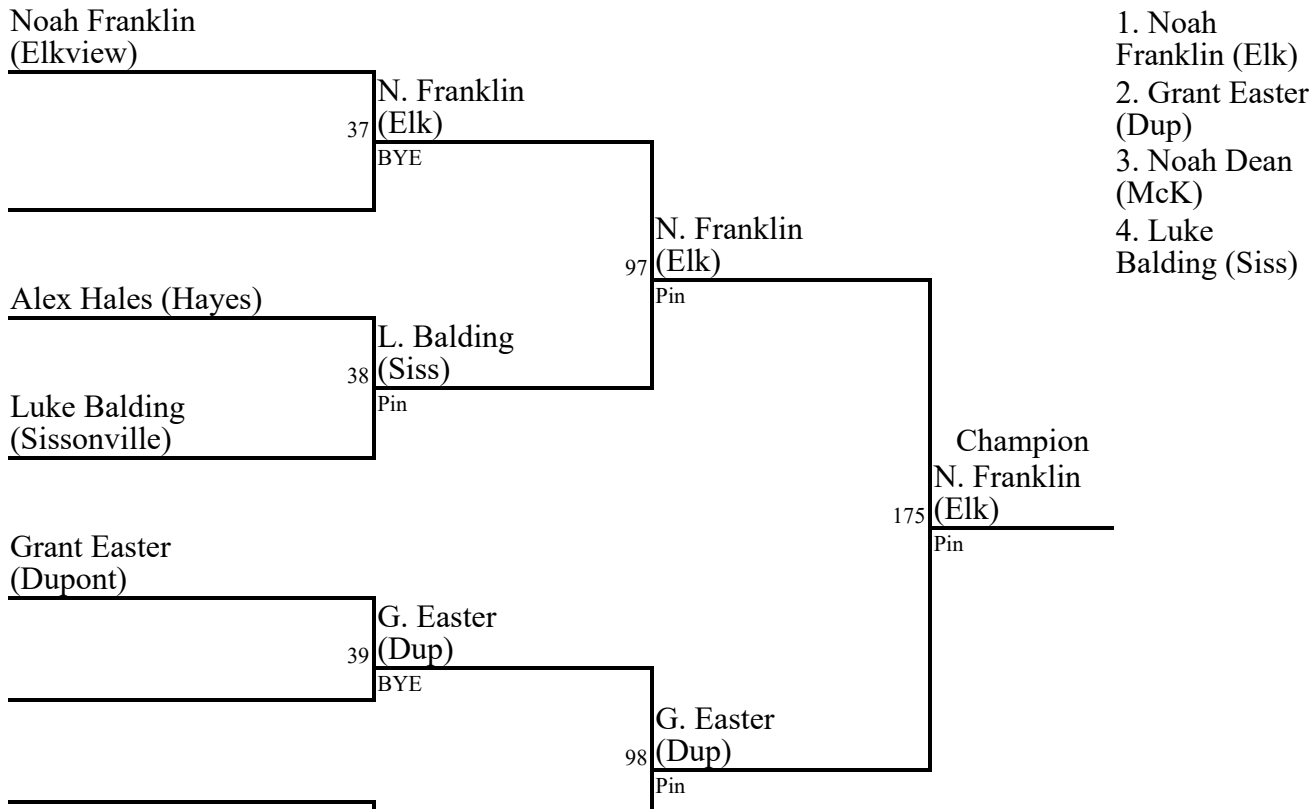 Noah Franklin
(Elkview)
37
N. Franklin
(Elk)
BYE
Alex Hales (Hayes)
Luke Balding
(Sissonville)
38
L. Balding
(Siss)
Pin
97
N. Franklin
(Elk)
Pin
Grant Easter
(Dupont)
39
G. Easter
(Dup)
BYE
98
G. Easter
(Dup)
Pin
175
Champion
N. Franklin
(Elk)
Pin
1. Noah
Franklin (Elk)
2. Grant Easter
(Dup)
3. Noah Dean
(McK)
4. Luke
Balding (Siss)